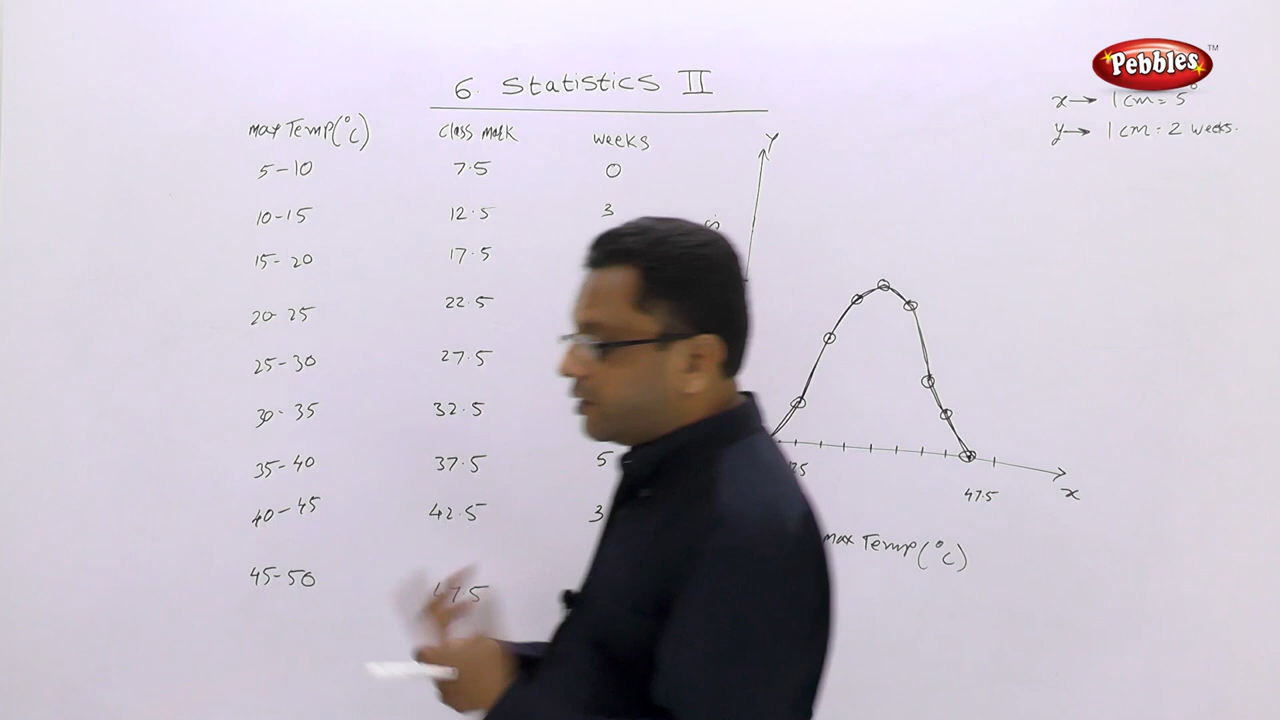 Pebbles™
6. Statistics II
x→ 1 cm = 5°
y→ 1 cm = 2 weeks.
max Temp(°C) class mark weeks
5-10 7.5 0
10-15 12.5 3
15-20 17.5
20-25 22.5
25-30 27.5
30-35 32.5
35-40 37.5 5
40-45 42.5 3
45-50 47.5
Y
47.5
x
max Temp(°C)